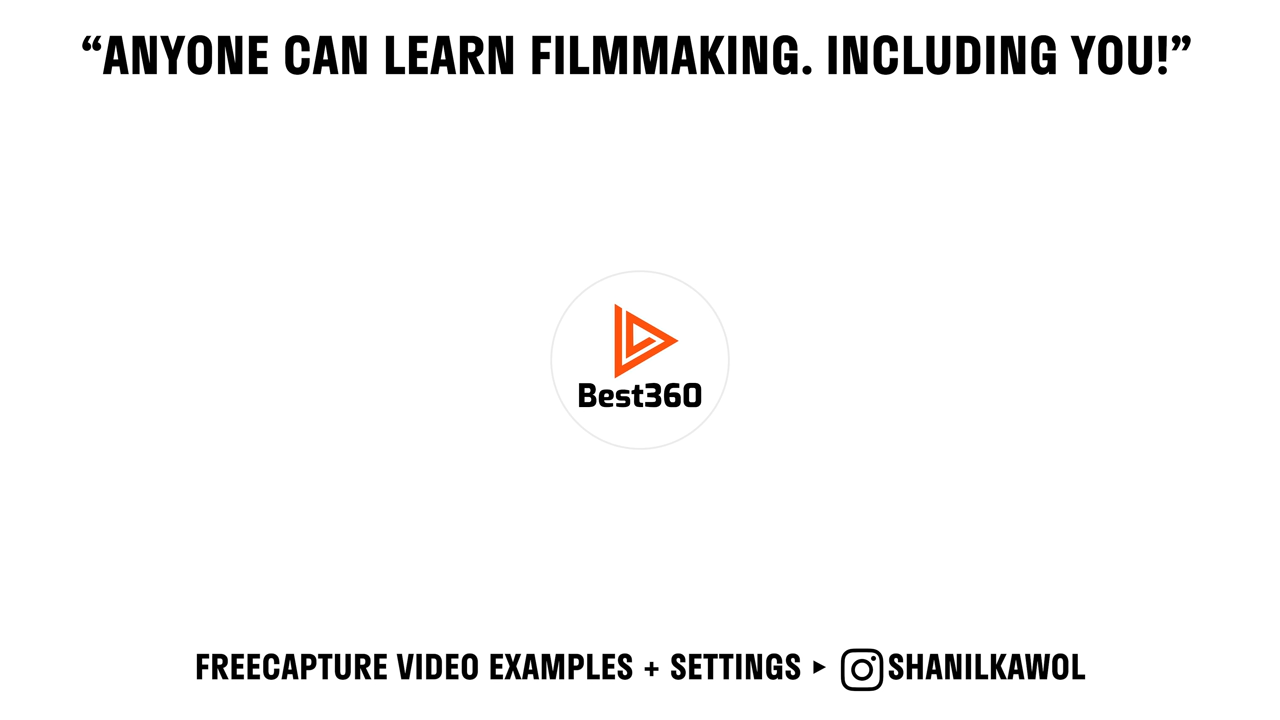 “ANYONE CAN LEARN FILMMAKING. INCLUDING YOU!”
Best360
FREECAPTURE VIDEO EXAMPLES + SETTINGS ▸ SHANILKAWOL